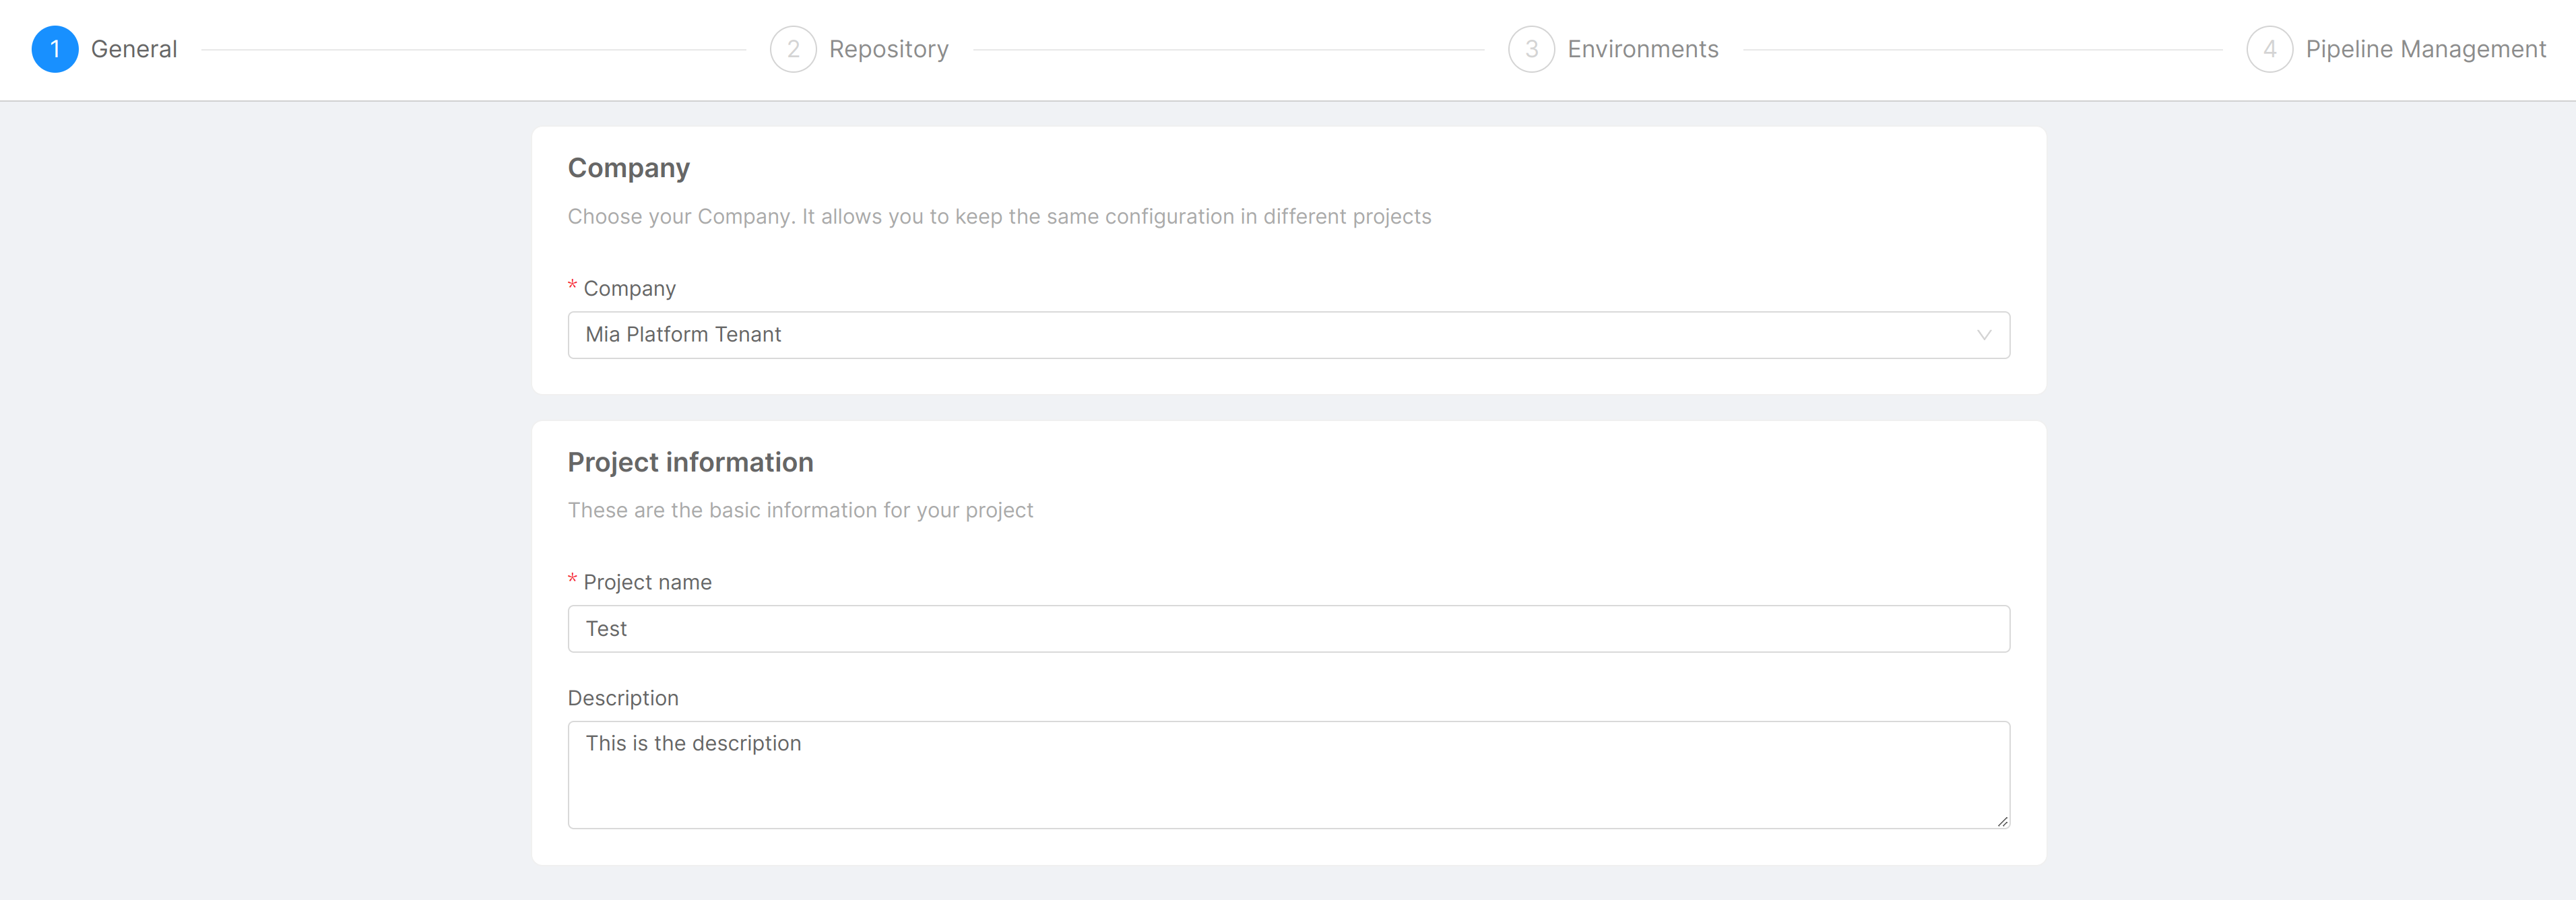 1 General 2 Repository 3 Environments 4 Pipeline Management
Company
Choose your Company. It allows you to keep the same configuration in different projects
* Company
Mia Platform Tenant
Project information
These are the basic information for your project
* Project name
Test
Description
This is the description